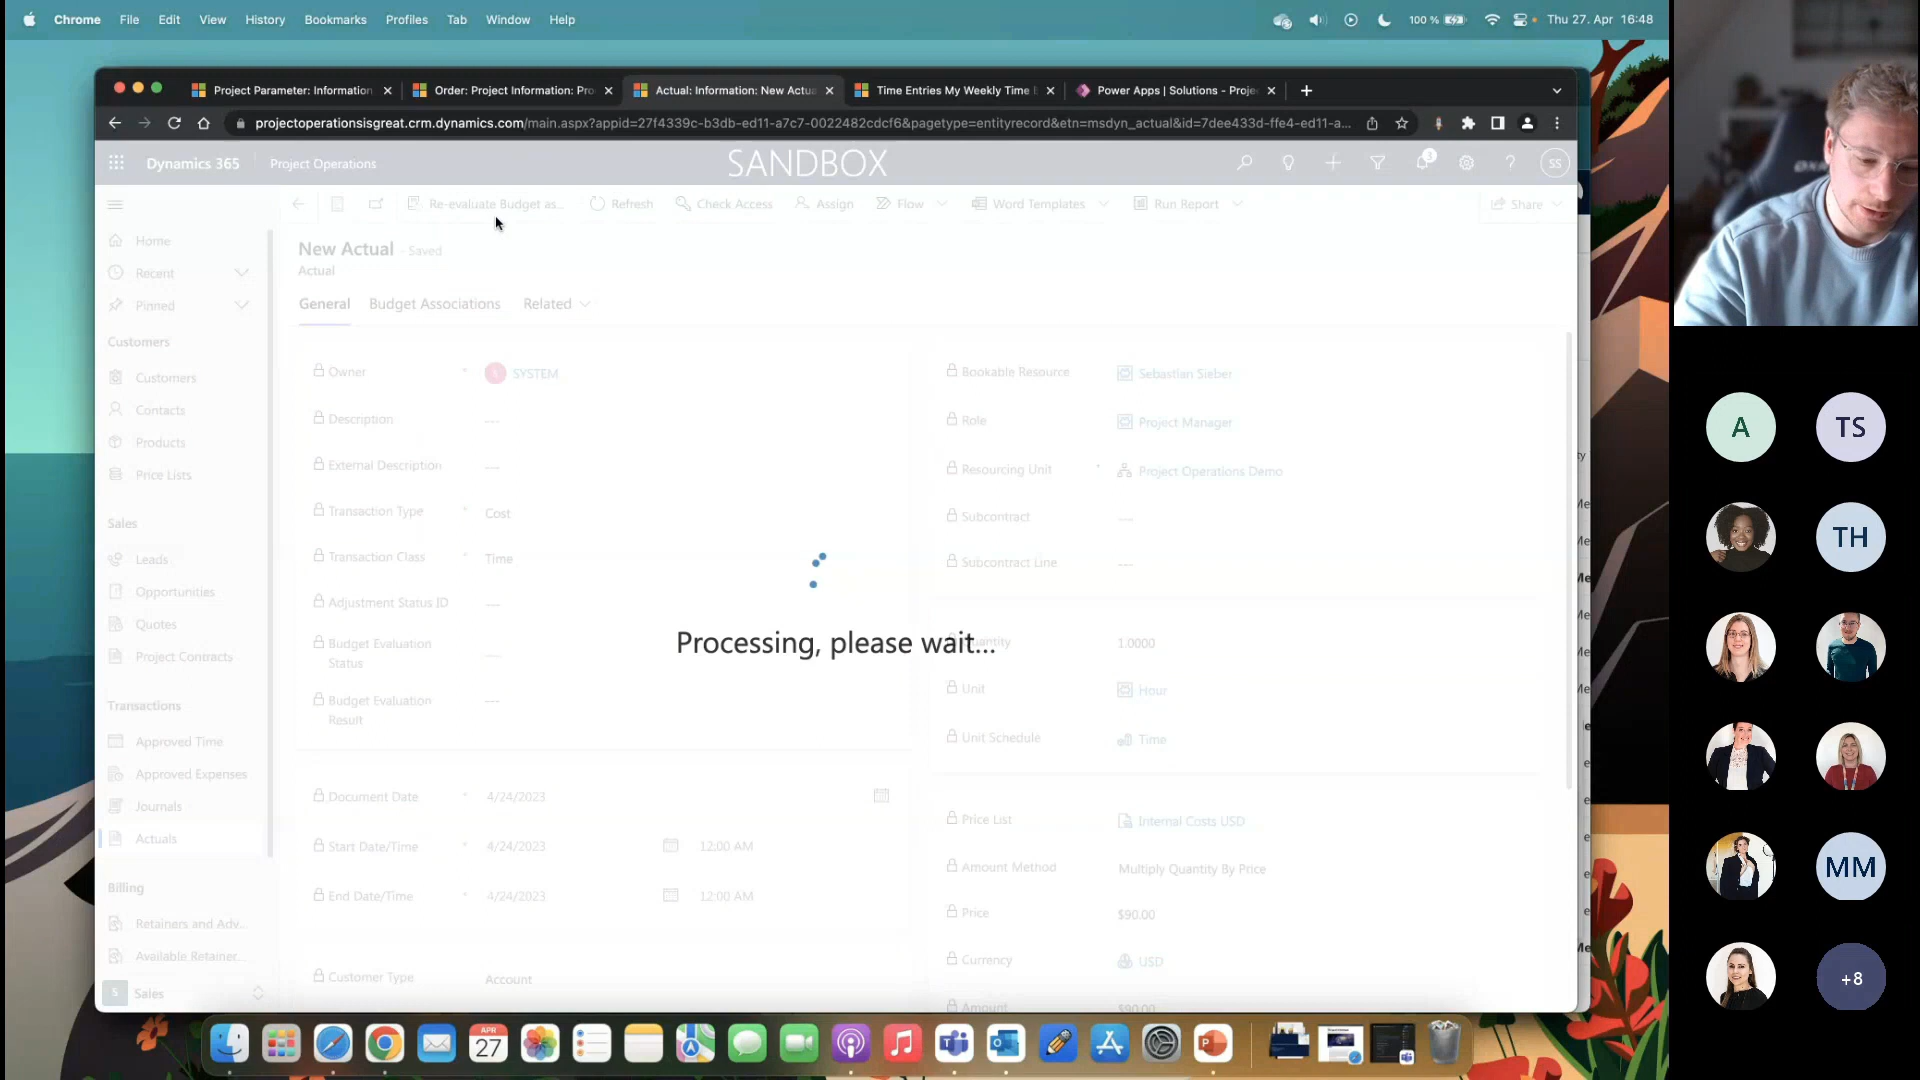 Chrome File Edit View History Bookmarks Profiles Tab Window Help 100 % Thu 27. Apr 16:48
Project Parameter: Information Order: Project Information: Pro Actual: Information: New Actua Time Entries My Weekly Time Power Apps | Solutions - Proje
projectoperationsisgreat.crm.dynamics.com/main.aspx?appid=27f4339c-b3db-ed11-a7c7-0022482cdcf6&pagetype=entityrecord&etn=msdyn_actual&id=7dee433d-ffe4-ed11-a...
Dynamics 365 Project Operations SANDBOX 3 SS
Re-evaluate Budget as... Refresh Check Access Assign Flow Word Templates Run Report Share
New Actual - Saved
Actual
General Budget Associations Related
Home
Recent
Pinned
Customers
Customers
Contacts
Products
Price Lists
Sales
Leads
Opportunities
Quotes
Project Contracts
Transactions
Approved Time
Approved Expenses
Journals
Actuals
Billing
Retainers and Adv...
Available Retainer...
S Sales
Owner * SYSTEM
Description ---
External Description ---
Transaction Type * Cost
Transaction Class * Time
Adjustment Status ID ---
Budget Evaluation Status ---
Budget Evaluation Result ---
Document Date * 4/24/2023
Start Date/Time * 4/24/2023 12:00 AM
End Date/Time * 4/24/2023 12:00 AM
Customer Type Account
Bookable Resource Sebastian Sieber
Role Project Manager
Resourcing Unit * Project Operations Demo
Subcontract ---
Subcontract Line ---
Processing, please wait...
1.0000
Unit Hour
Unit Schedule Time
Price List Internal Costs USD
Amount Method Multiply Quantity By Price
Price $90.00
Currency USD
Amount $90.00
APR
27
A
TS
TH
MM
+8